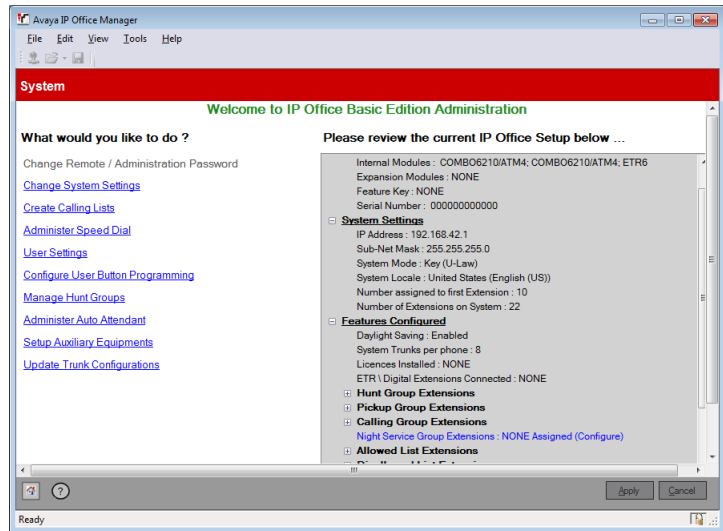 Avaya IP Office Manager
File Edit View Tools Help
System
Welcome to IP Office Basic Edition Administration
What would you like to do ?
Change Remote / Administration Password
Change System Settings
Create Calling Lists
Administer Speed Dial
User Settings
Configure User Button Programming
Manage Hunt Groups
Administer Auto Attendant
Setup Auxiliary Equipments
Update Trunk Configurations
Please review the current IP Office Setup below ...
Internal Modules : COMBO6210/ATM4; COMBO6210/ATM4; ETR6
Expansion Modules : NONE
Feature Key : NONE
Serial Number : 000000000000
System Settings
IP Address : 192.168.42.1
Sub-Net Mask : 255.255.255.0
System Mode : Key (U-Law)
System Locale : United States (English (US))
Number assigned to first Extension : 10
Number of Extensions on System : 22
Features Configured
Daylight Saving : Enabled
System Trunks per phone : 8
Licences Installed : NONE
ETR \ Digital Extensions Connected : NONE
Hunt Group Extensions
Pickup Group Extensions
Calling Group Extensions
Night Service Group Extensions : NONE Assigned (Configure)
Allowed List Extensions
Apply Cancel
Ready